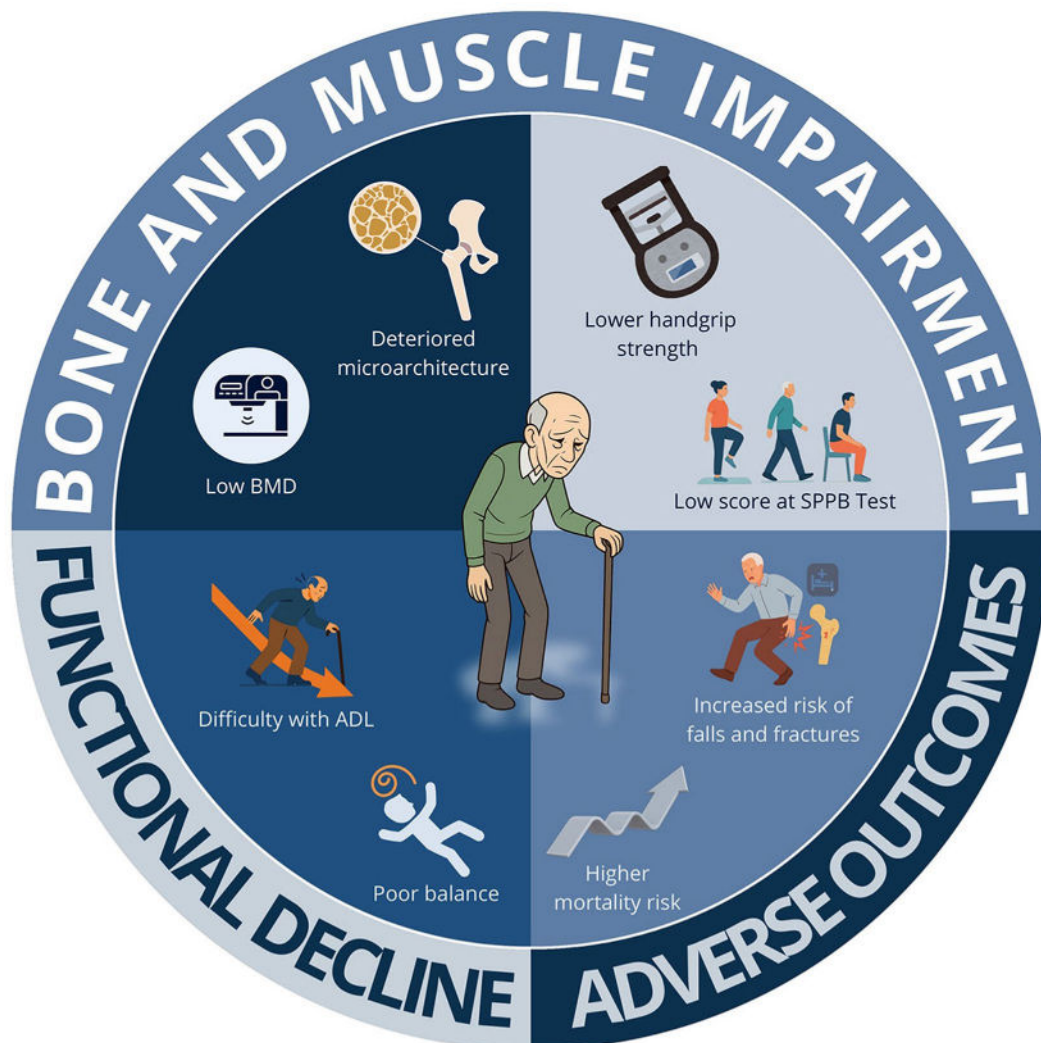 BONE AND MUSCLE IMPAIRMENT
Deteriored
microarchitecture
Lower handgrip
strength
Low BMD
Low score at SPPB Test
Difficulty with ADL
Increased risk of
falls and fractures
Poor balance
Higher
mortality risk
FUNCTIONAL DECLINE
ADVERSE OUTCOMES